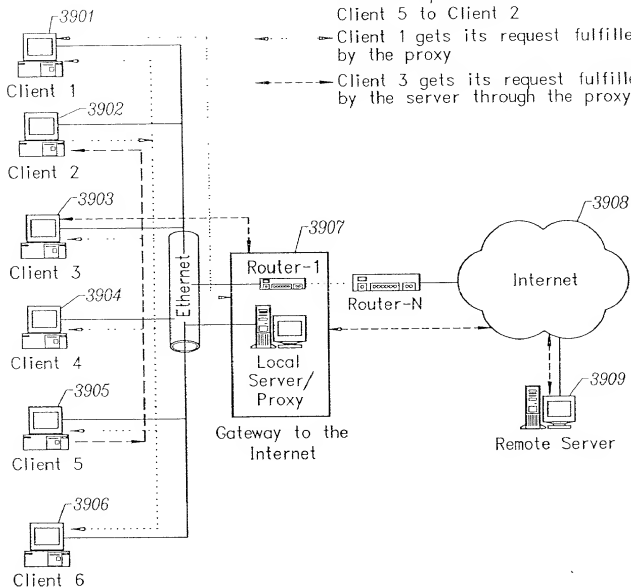 Client 5 to Client 2
Client 1 gets its request fulfille
by the proxy
Client 3 gets its request fulfille
by the server through the proxy
3901
Client 1
3902
Client 2
3903
Client 3
3904
Client 4
3905
Client 5
3906
Client 6
Ethernet
3907
Router-1
Local
Server/
Proxy
Gateway to the
Internet
Router-N
3908
Internet
3909
Remote Server